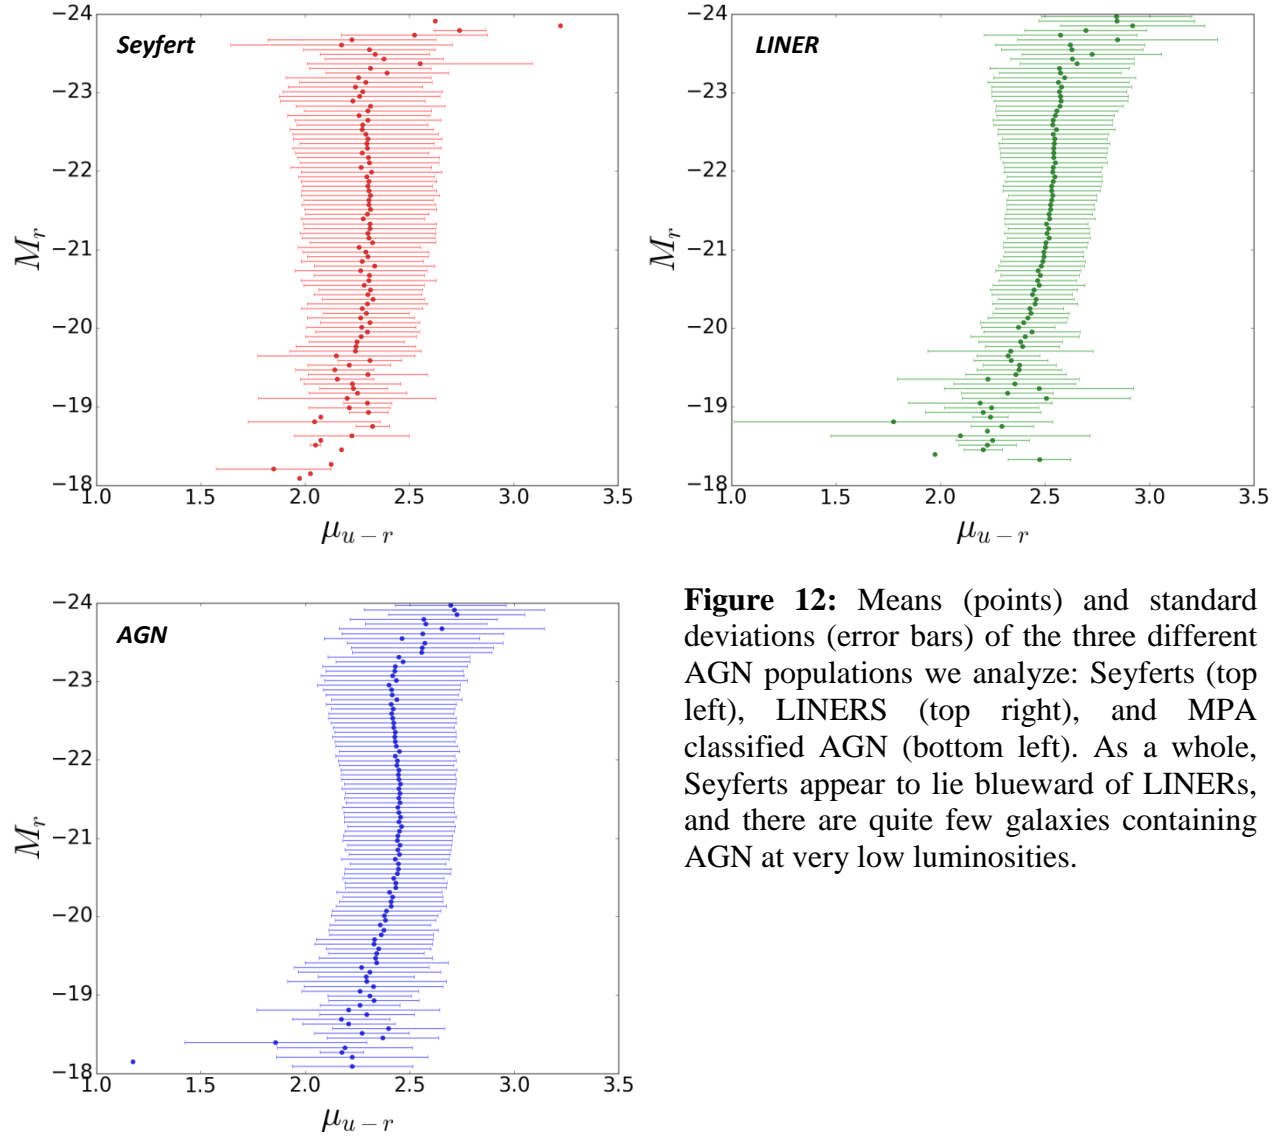 Seyfert
−24
−23
−22
−21
−20
−19
−18
M_r
1.0 1.5 2.0 2.5 3.0 3.5
μ_{u−r}
LINER
−24
−23
−22
−21
−20
−19
−18
M_r
1.0 1.5 2.0 2.5 3.0 3.5
μ_{u−r}
AGN
−24
−23
−22
−21
−20
−19
−18
M_r
1.0 1.5 2.0 2.5 3.0 3.5
μ_{u−r}
Figure 12: Means (points) and standard
deviations (error bars) of the three different
AGN populations we analyze: Seyferts (top
left), LINERS (top right), and MPA
classified AGN (bottom left). As a whole,
Seyferts appear to lie blueward of LINERs,
and there are quite few galaxies containing
AGN at very low luminosities.